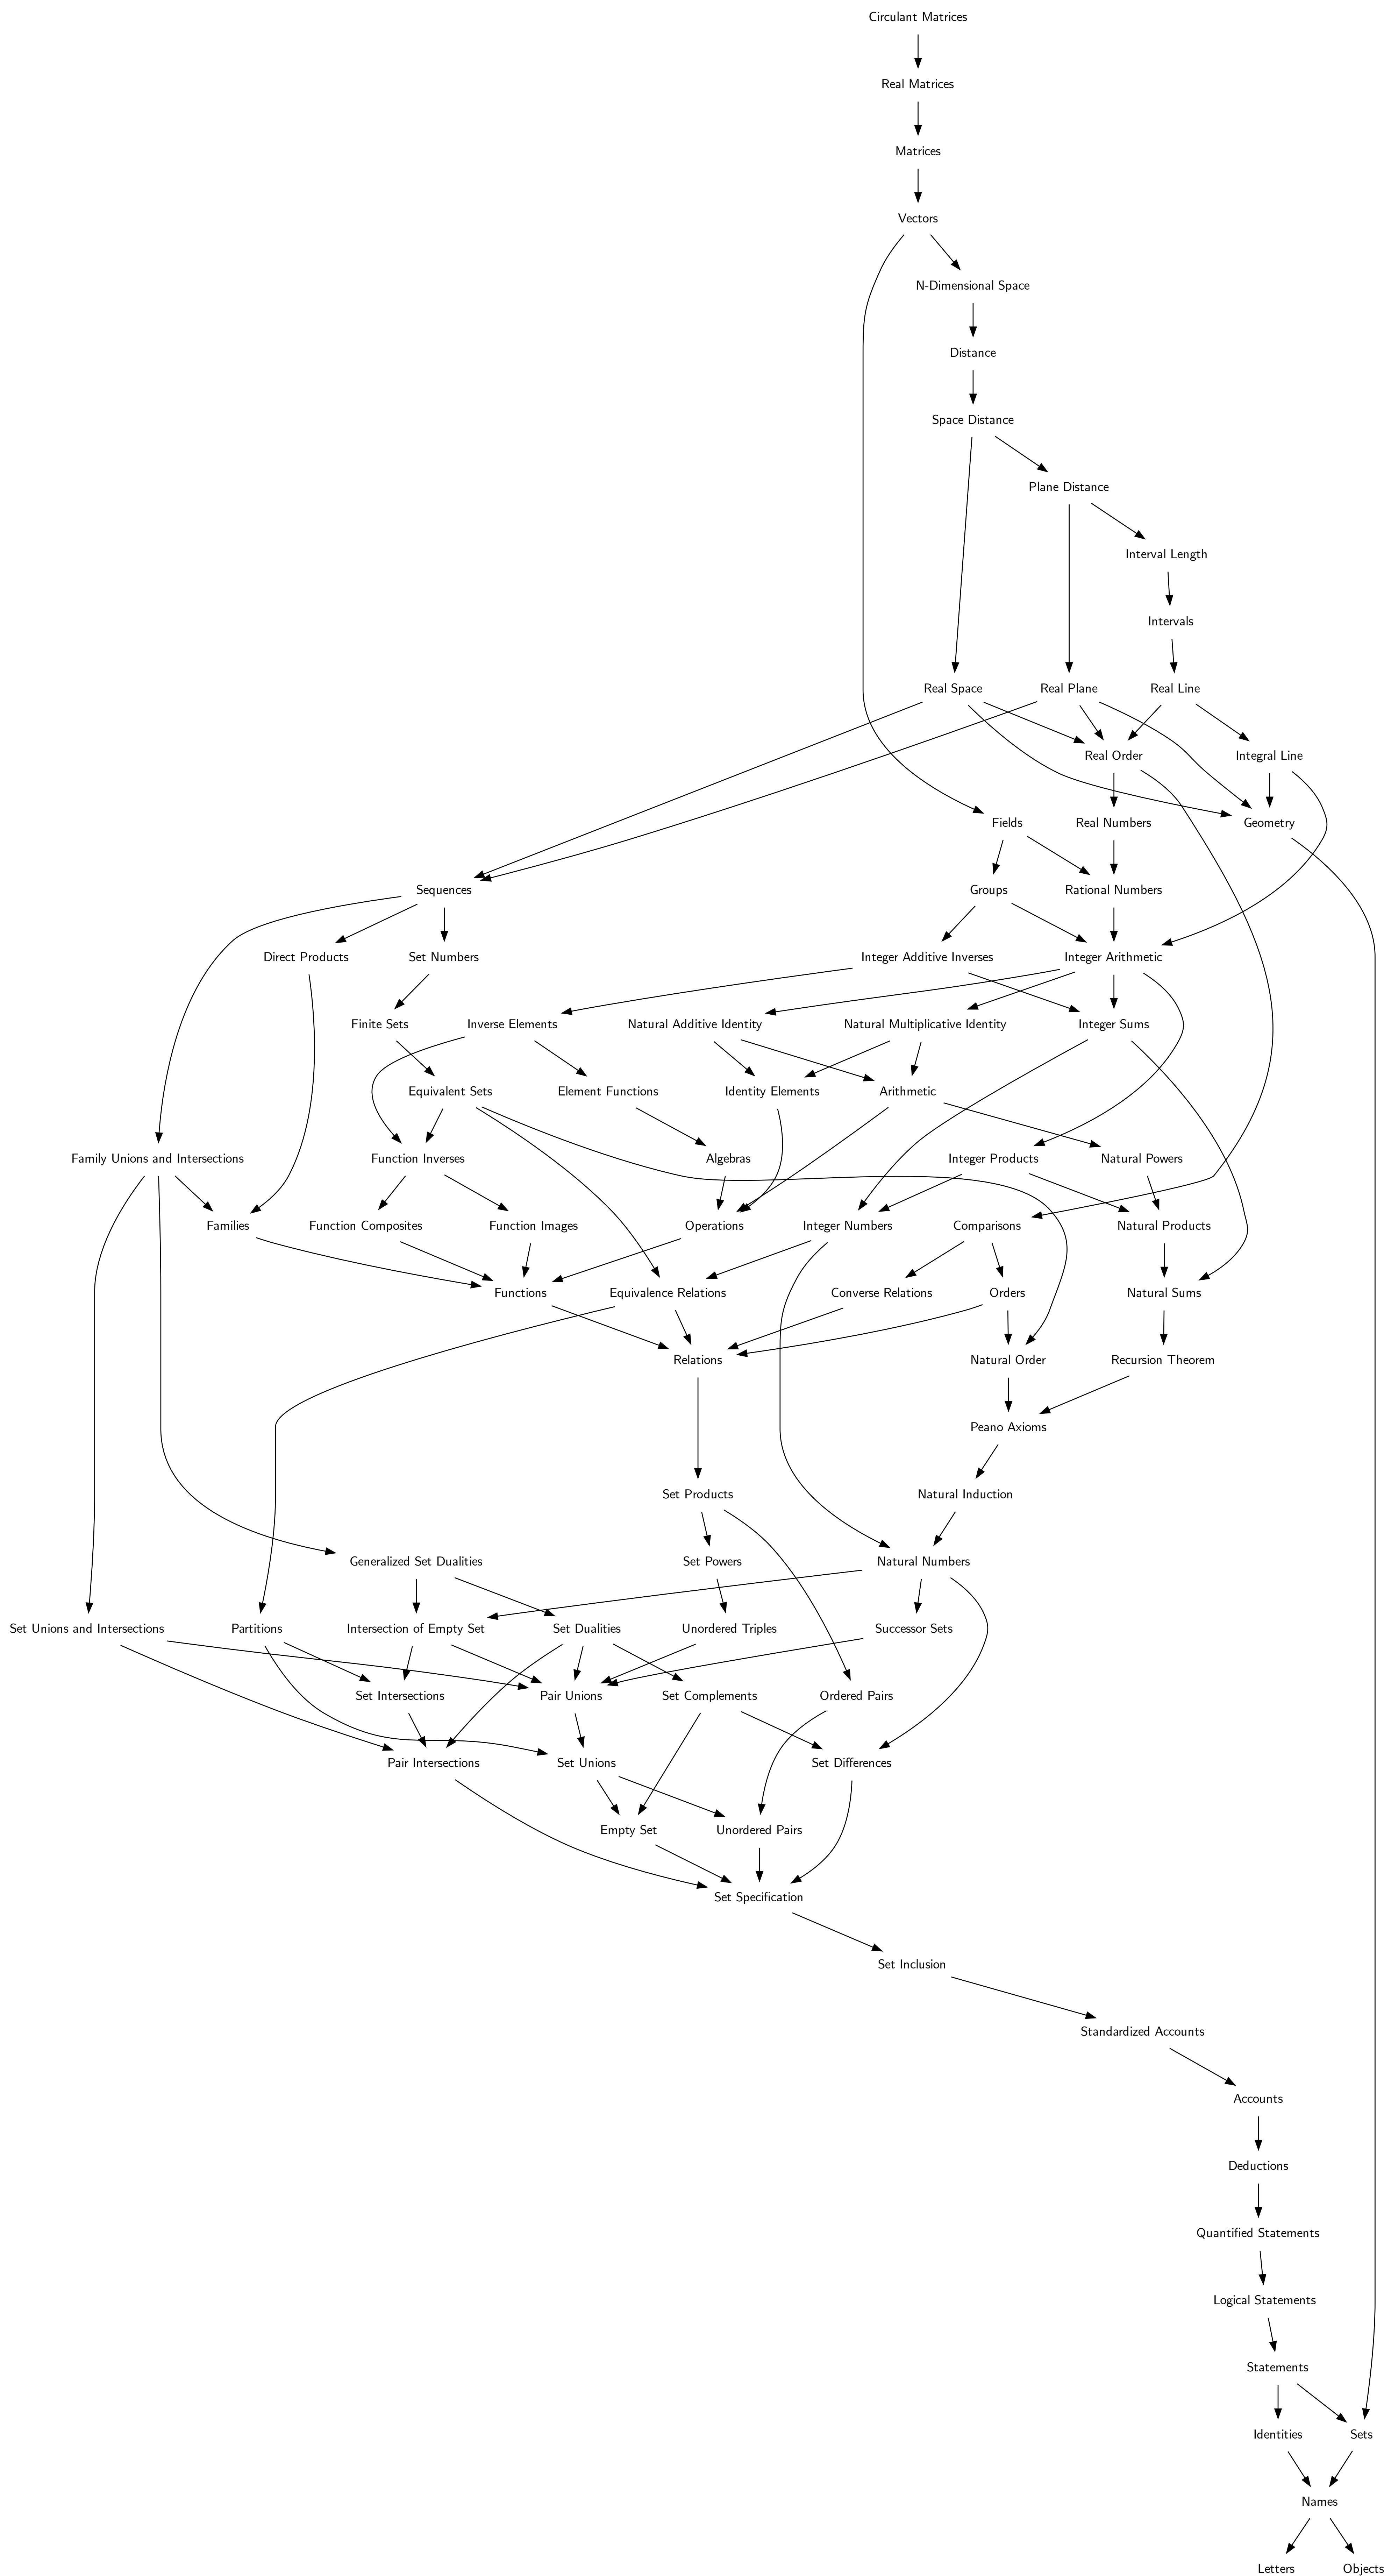 Circulant Matrices
Real Matrices
Matrices
Vectors
N-Dimensional Space
Distance
Space Distance
Plane Distance
Interval Length
Intervals
Real Space
Real Plane
Real Line
Real Order
Integral Line
Fields
Real Numbers
Geometry
Sequences
Groups
Rational Numbers
Direct Products
Set Numbers
Integer Additive Inverses
Integer Arithmetic
Finite Sets
Inverse Elements
Natural Additive Identity
Natural Multiplicative Identity
Integer Sums
Equivalent Sets
Element Functions
Identity Elements
Arithmetic
Family Unions and Intersections
Function Inverses
Algebras
Integer Products
Natural Powers
Families
Function Composites
Function Images
Operations
Integer Numbers
Comparisons
Natural Products
Functions
Equivalence Relations
Converse Relations
Orders
Natural Sums
Relations
Natural Order
Recursion Theorem
Peano Axioms
Set Products
Natural Induction
Generalized Set Dualities
Set Powers
Natural Numbers
Set Unions and Intersections
Partitions
Intersection of Empty Set
Set Dualities
Unordered Triples
Successor Sets
Set Intersections
Pair Unions
Set Complements
Ordered Pairs
Pair Intersections
Set Unions
Set Differences
Empty Set
Unordered Pairs
Set Specification
Set Inclusion
Standardized Accounts
Accounts
Deductions
Quantified Statements
Logical Statements
Statements
Identities
Sets
Names
Letters
Objects